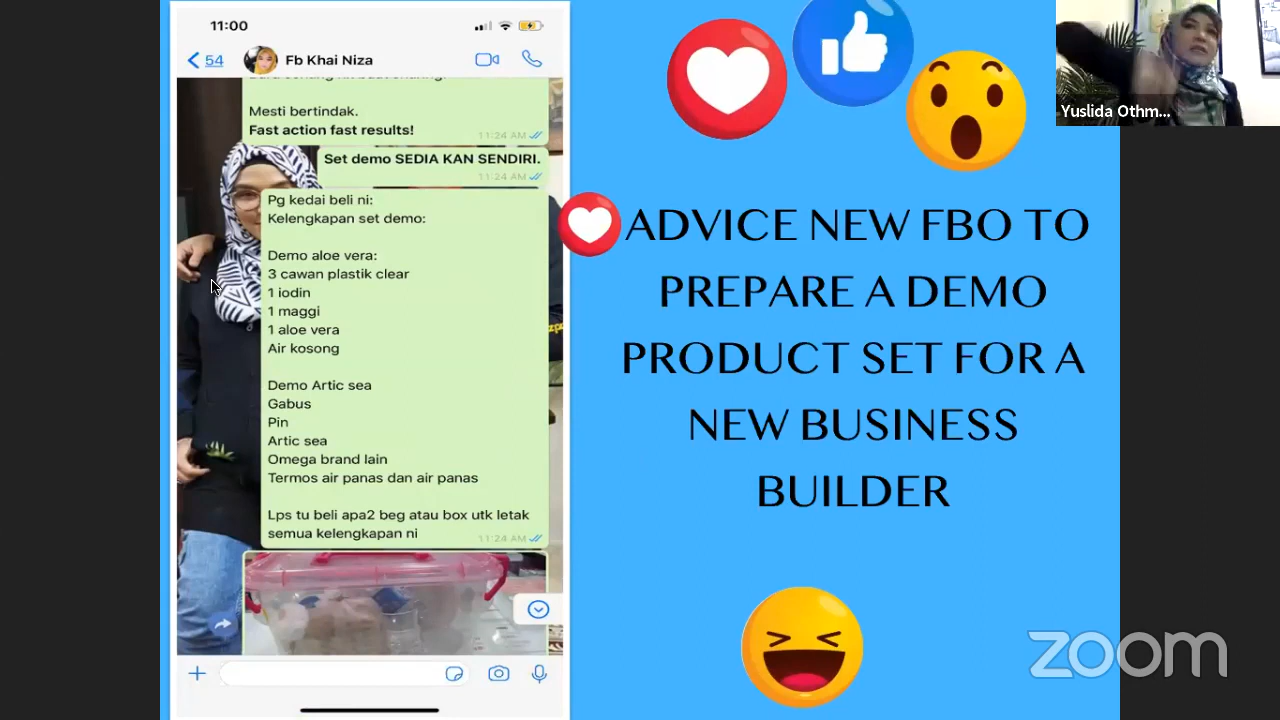 11:00
54
Fb Khai Niza
Mesti bertindak.
Fast action fast results!
11:24 AM
Set demo SEDIA KAN SENDIRI.
11:24 AM
Pg kedai beli ni:
Kelengkapan set demo:
Demo aloe vera:
3 cawan plastik clear
1 iodin
1 maggi
1 aloe vera
Air kosong
Demo Artic sea
Gabus
Pin
Artic sea
Omega brand lain
Termos air panas dan air panas
Lps tu beli apa2 beg atau box utk letak
semua kelengkapan ni
11:24 AM
ADVICE NEW FBO TO
PREPARE A DEMO
PRODUCT SET FOR A
NEW BUSINESS
BUILDER
Yuslida Othm...
zoom